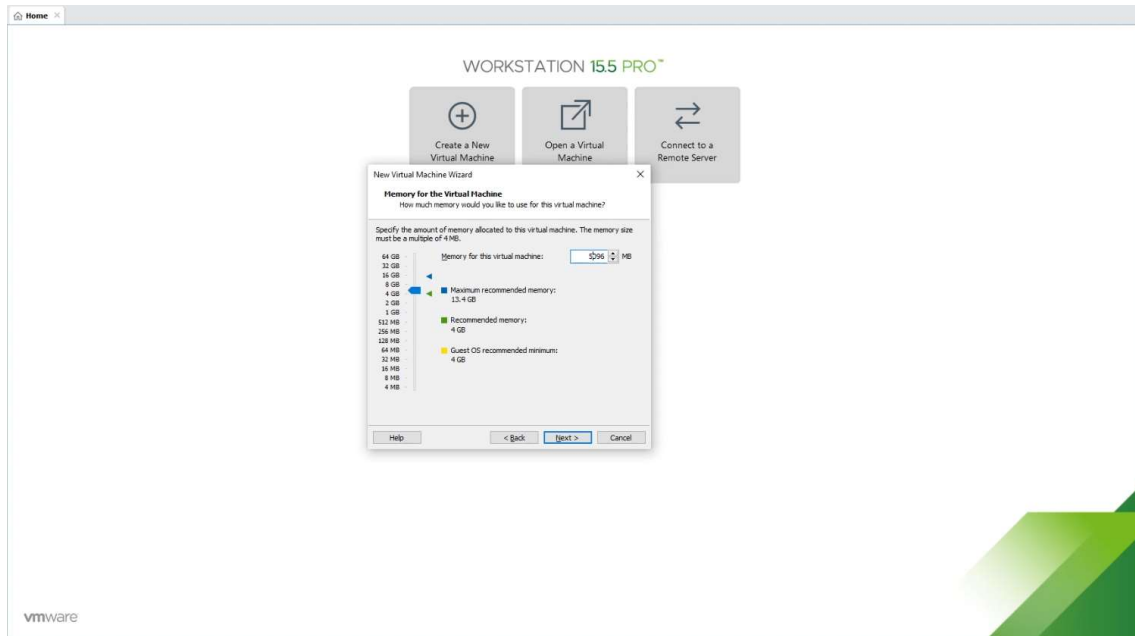 Home
WORKSTATION 15.5 PRO™
Create a New
Virtual Machine
Open a Virtual
Machine
Connect to a
Remote Server
New Virtual Machine Wizard
Memory for the Virtual Machine
How much memory would you like to use for this virtual machine?
Specify the amount of memory allocated to this virtual machine. The memory size
must be a multiple of 4 MB.
Memory for this virtual machine: MB
64 GB
32 GB
16 GB
8 GB
4 GB
2 GB
1 GB
512 MB
256 MB
128 MB
64 MB
32 MB
16 MB
8 MB
4 MB
Maximum recommended memory:
13.4 GB
Recommended memory:
4 GB
Guest OS recommended minimum:
4 GB
Help
< Back
Next >
Cancel
vmware